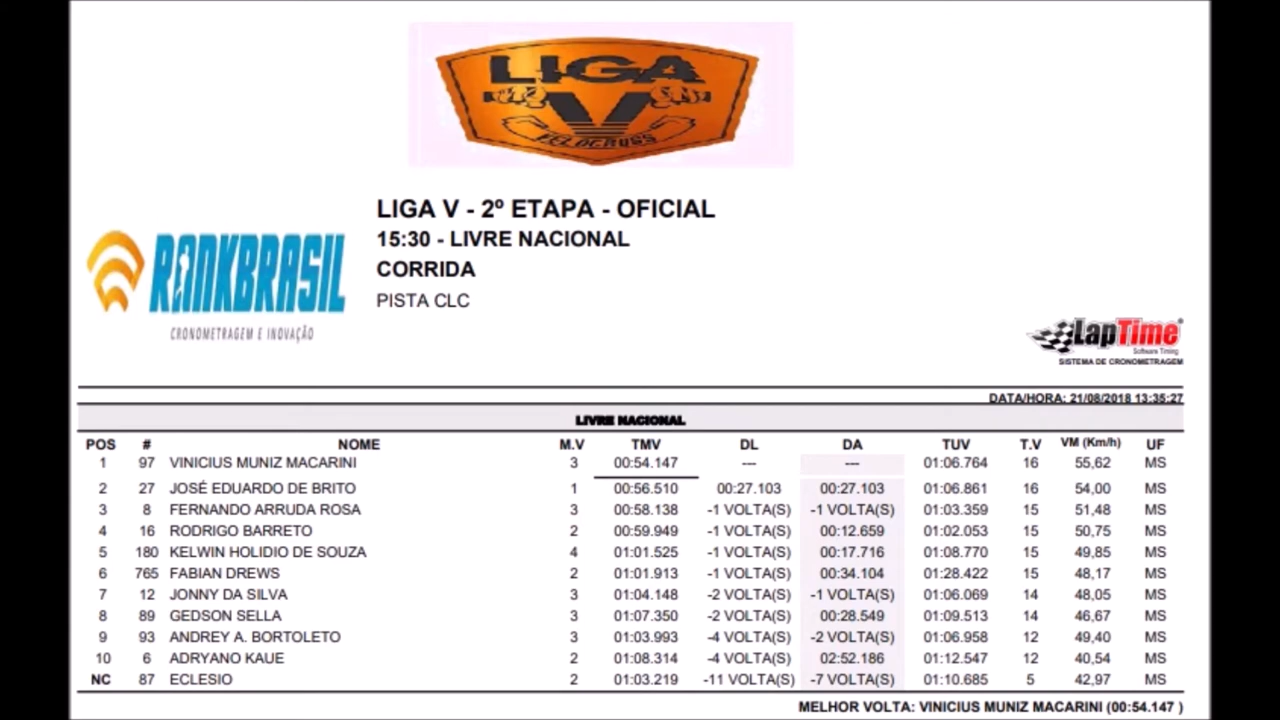 LIGA
V
VELOCROSS
LIGA V - 2º ETAPA - OFICIAL
15:30 - LIVRE NACIONAL
CORRIDA
PISTA CLC
RANKBRASIL
CRONOMETRAGEM E INOVAÇÃO
LapTime
Software Timing
SISTEMA DE CRONOMETRAGEM
DATA/HORA: 21/08/2018 13:35:27
LIVRE NACIONAL
POS # NOME M.V TMV DL DA TUV T.V VM (Km/h) UF
1 97 VINICIUS MUNIZ MACARINI 3 00:54.147 --- --- 01:06.764 16 55,62 MS
2 27 JOSÉ EDUARDO DE BRITO 1 00:56.510 00:27.103 00:27.103 01:06.861 16 54,00 MS
3 8 FERNANDO ARRUDA ROSA 3 00:58.138 -1 VOLTA(S) -1 VOLTA(S) 01:03.359 15 51,48 MS
4 16 RODRIGO BARRETO 2 00:59.949 -1 VOLTA(S) 00:12.659 01:02.053 15 50,75 MS
5 180 KELWIN HOLIDIO DE SOUZA 4 01:01.525 -1 VOLTA(S) 00:17.716 01:08.770 15 49,85 MS
6 765 FABIAN DREWS 2 01:01.913 -1 VOLTA(S) 00:34.104 01:28.422 15 48,17 MS
7 12 JONNY DA SILVA 3 01:04.148 -2 VOLTA(S) -1 VOLTA(S) 01:06.069 14 48,05 MS
8 89 GEDSON SELLA 3 01:07.350 -2 VOLTA(S) 00:28.549 01:09.513 14 46,67 MS
9 93 ANDREY A. BORTOLETO 3 01:03.993 -4 VOLTA(S) -2 VOLTA(S) 01:06.958 12 49,40 MS
10 6 ADRYANO KAUE 2 01:08.314 -4 VOLTA(S) 02:52.186 01:12.547 12 40,54 MS
NC 87 ECLESIO 2 01:03.219 -11 VOLTA(S) -7 VOLTA(S) 01:10.685 5 42,97 MS
MELHOR VOLTA: VINICIUS MUNIZ MACARINI (00:54.147 )